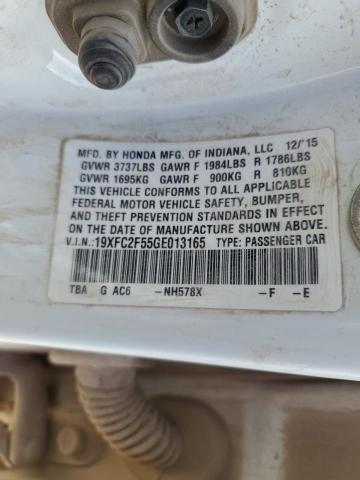 MFD. BY HONDA MFG. OF INDIANA, LLC 12/'15
GVWR 3737LBS GAWR F 1984LBS R 1786LBS
GVWR 1695KG GAWR F 900KG R 810KG
THIS VEHICLE CONFORMS TO ALL APPLICABLE
FEDERAL MOTOR VEHICLE SAFETY, BUMPER,
AND THEFT PREVENTION STANDARDS IN EFFECT
ON THE DATE OF MANUFACTURE SHOWN ABOVE.
V.I.N.: 19XFC2F55GE013165 TYPE: PASSENGER CAR
TBA G AC6 -NH578X -F -E